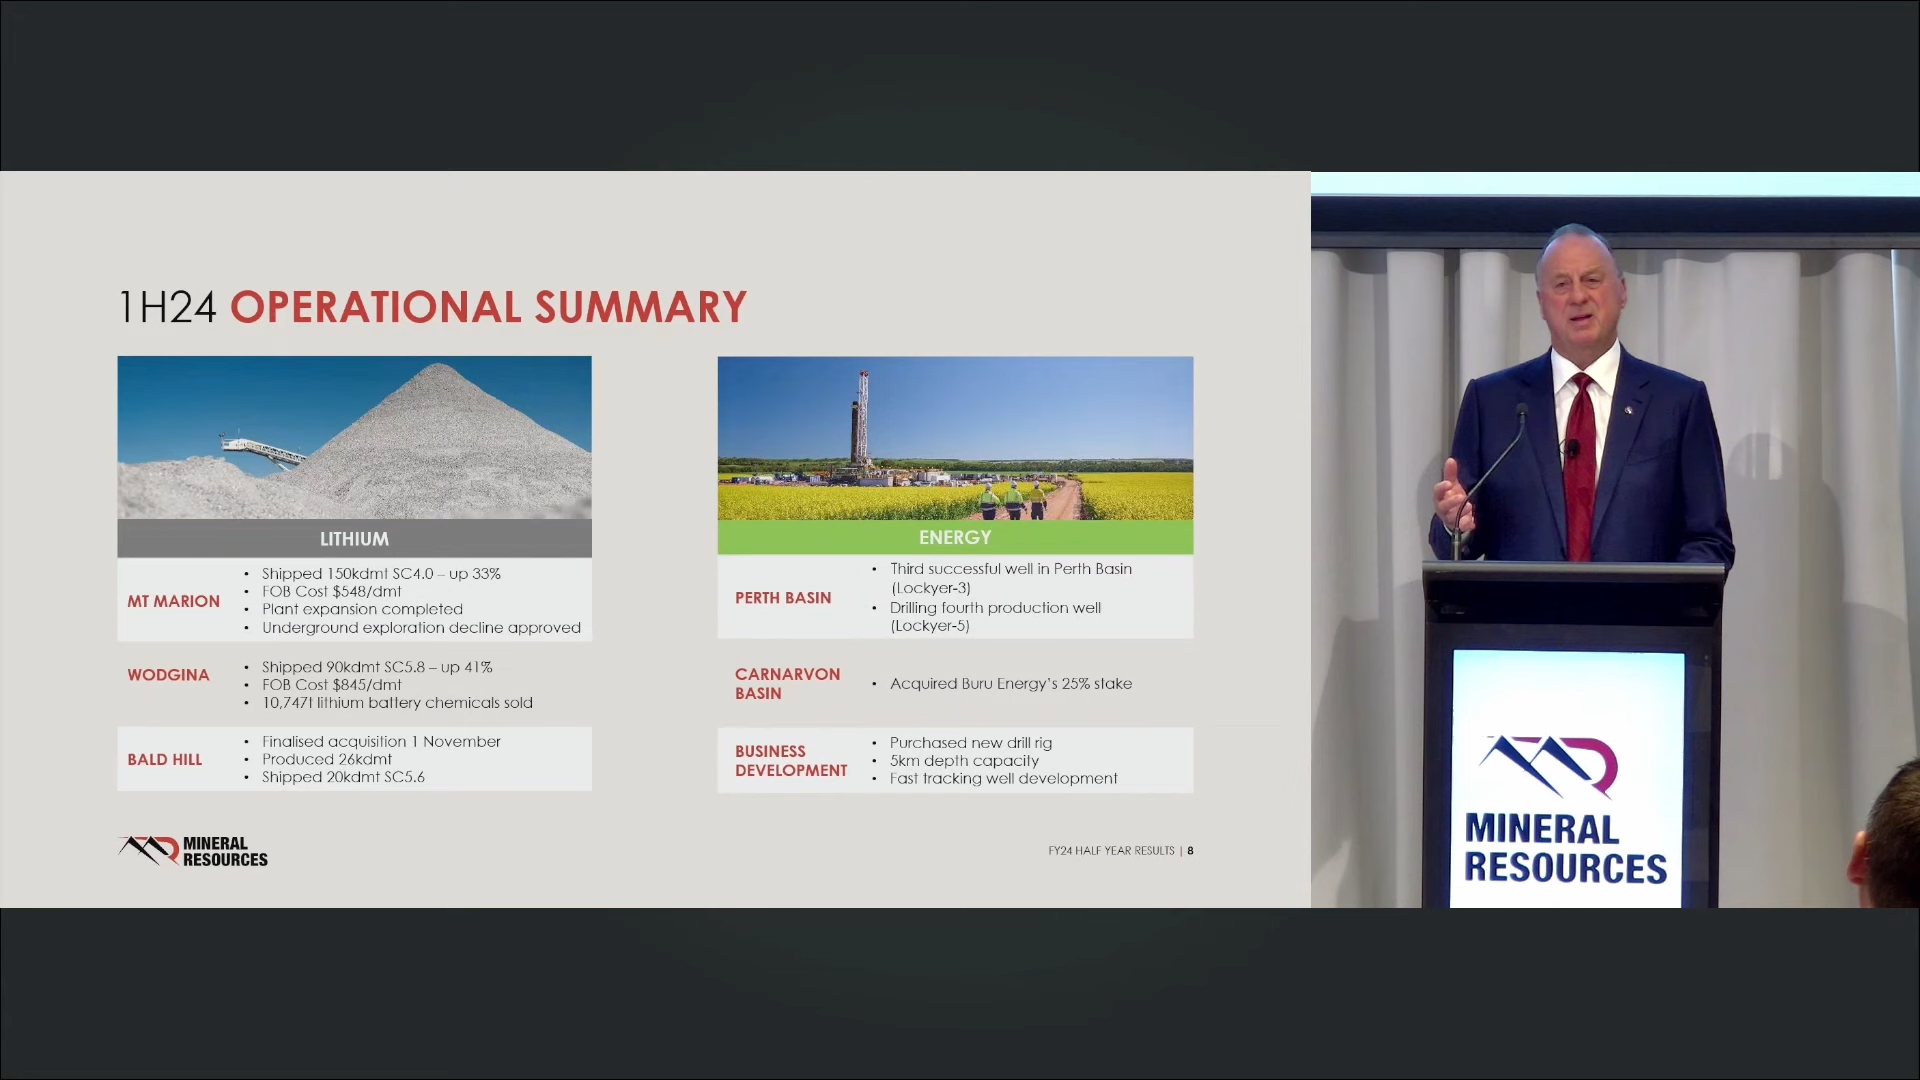 1H24 OPERATIONAL SUMMARY
LITHIUM
MT MARION
• Shipped 150kdmt SC4.0 – up 33%
• FOB Cost $548/dmt
• Plant expansion completed
• Underground exploration decline approved
WODGINA
• Shipped 90kdmt SC5.8 – up 41%
• FOB Cost $845/dmt
• 10,747t lithium battery chemicals sold
BALD HILL
• Finalised acquisition 1 November
• Produced 26kdmt
• Shipped 20kdmt SC5.6
ENERGY
PERTH BASIN
• Third successful well in Perth Basin
(Lockyer-3)
• Drilling fourth production well
(Lockyer-5)
CARNARVON
BASIN
• Acquired Buru Energy's 25% stake
BUSINESS
DEVELOPMENT
• Purchased new drill rig
• 5km depth capacity
• Fast tracking well development
MINERAL
RESOURCES
FY24 HALF YEAR RESULTS | 8
MINERAL
RESOURCES